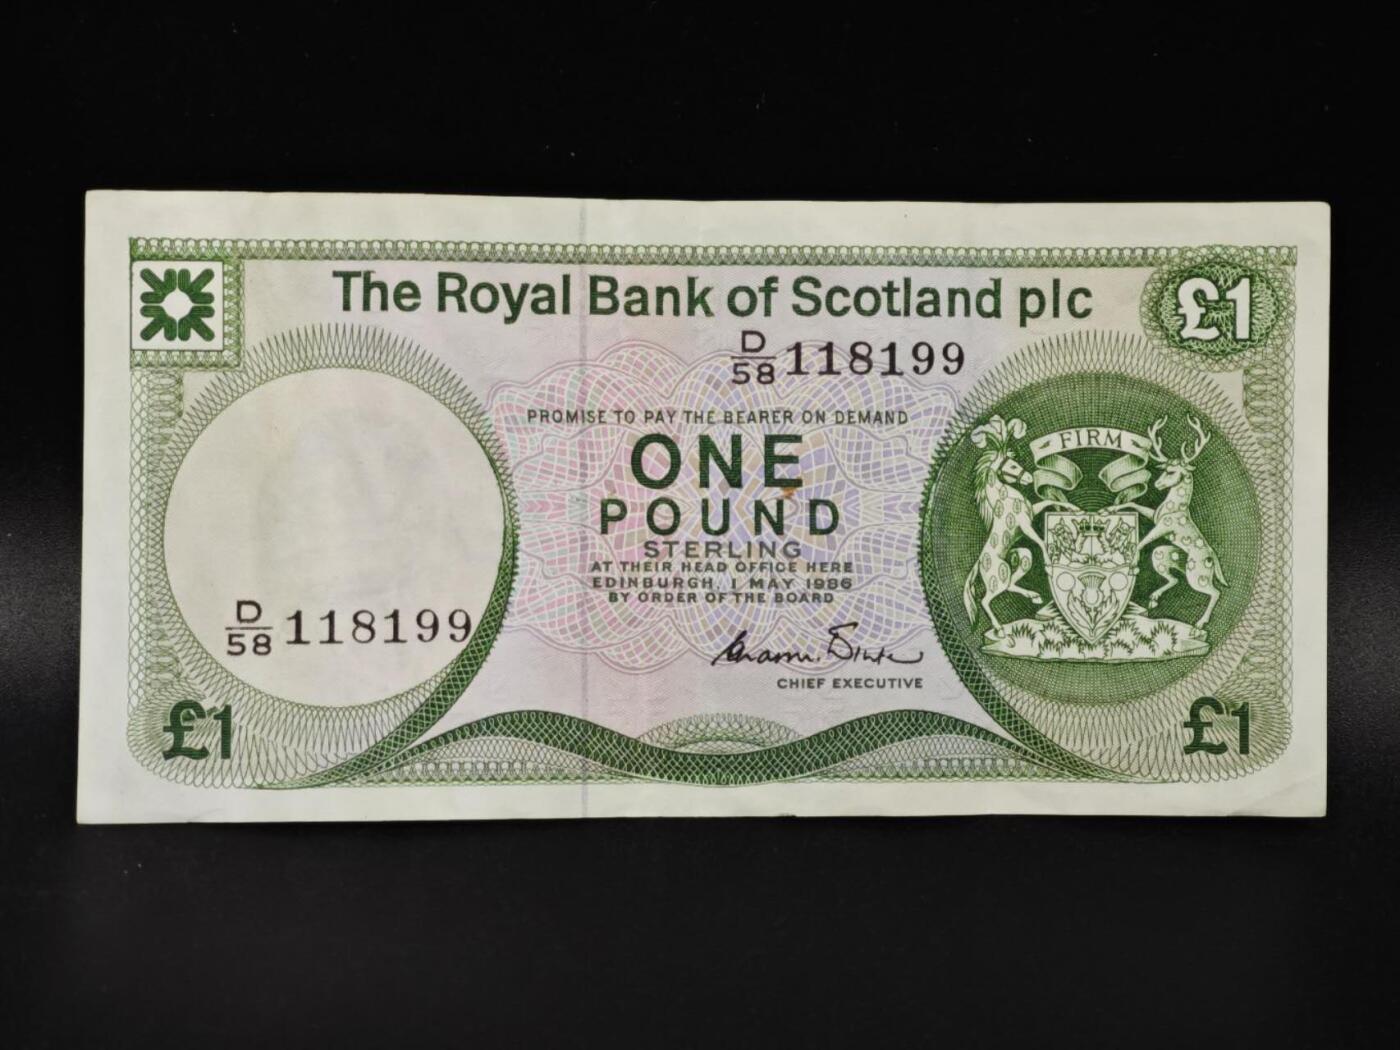 The Royal Bank of Scotland plc
£1
D/58 118199
PROMISE TO PAY THE BEARER ON DEMAND
ONE
POUND
STERLING
AT THEIR HEAD OFFICE HERE
EDINBURGH, 1 MAY 1986
BY ORDER OF THE BOARD
CHIEF EXECUTIVE
FIRM
D/58 118199
£1
£1